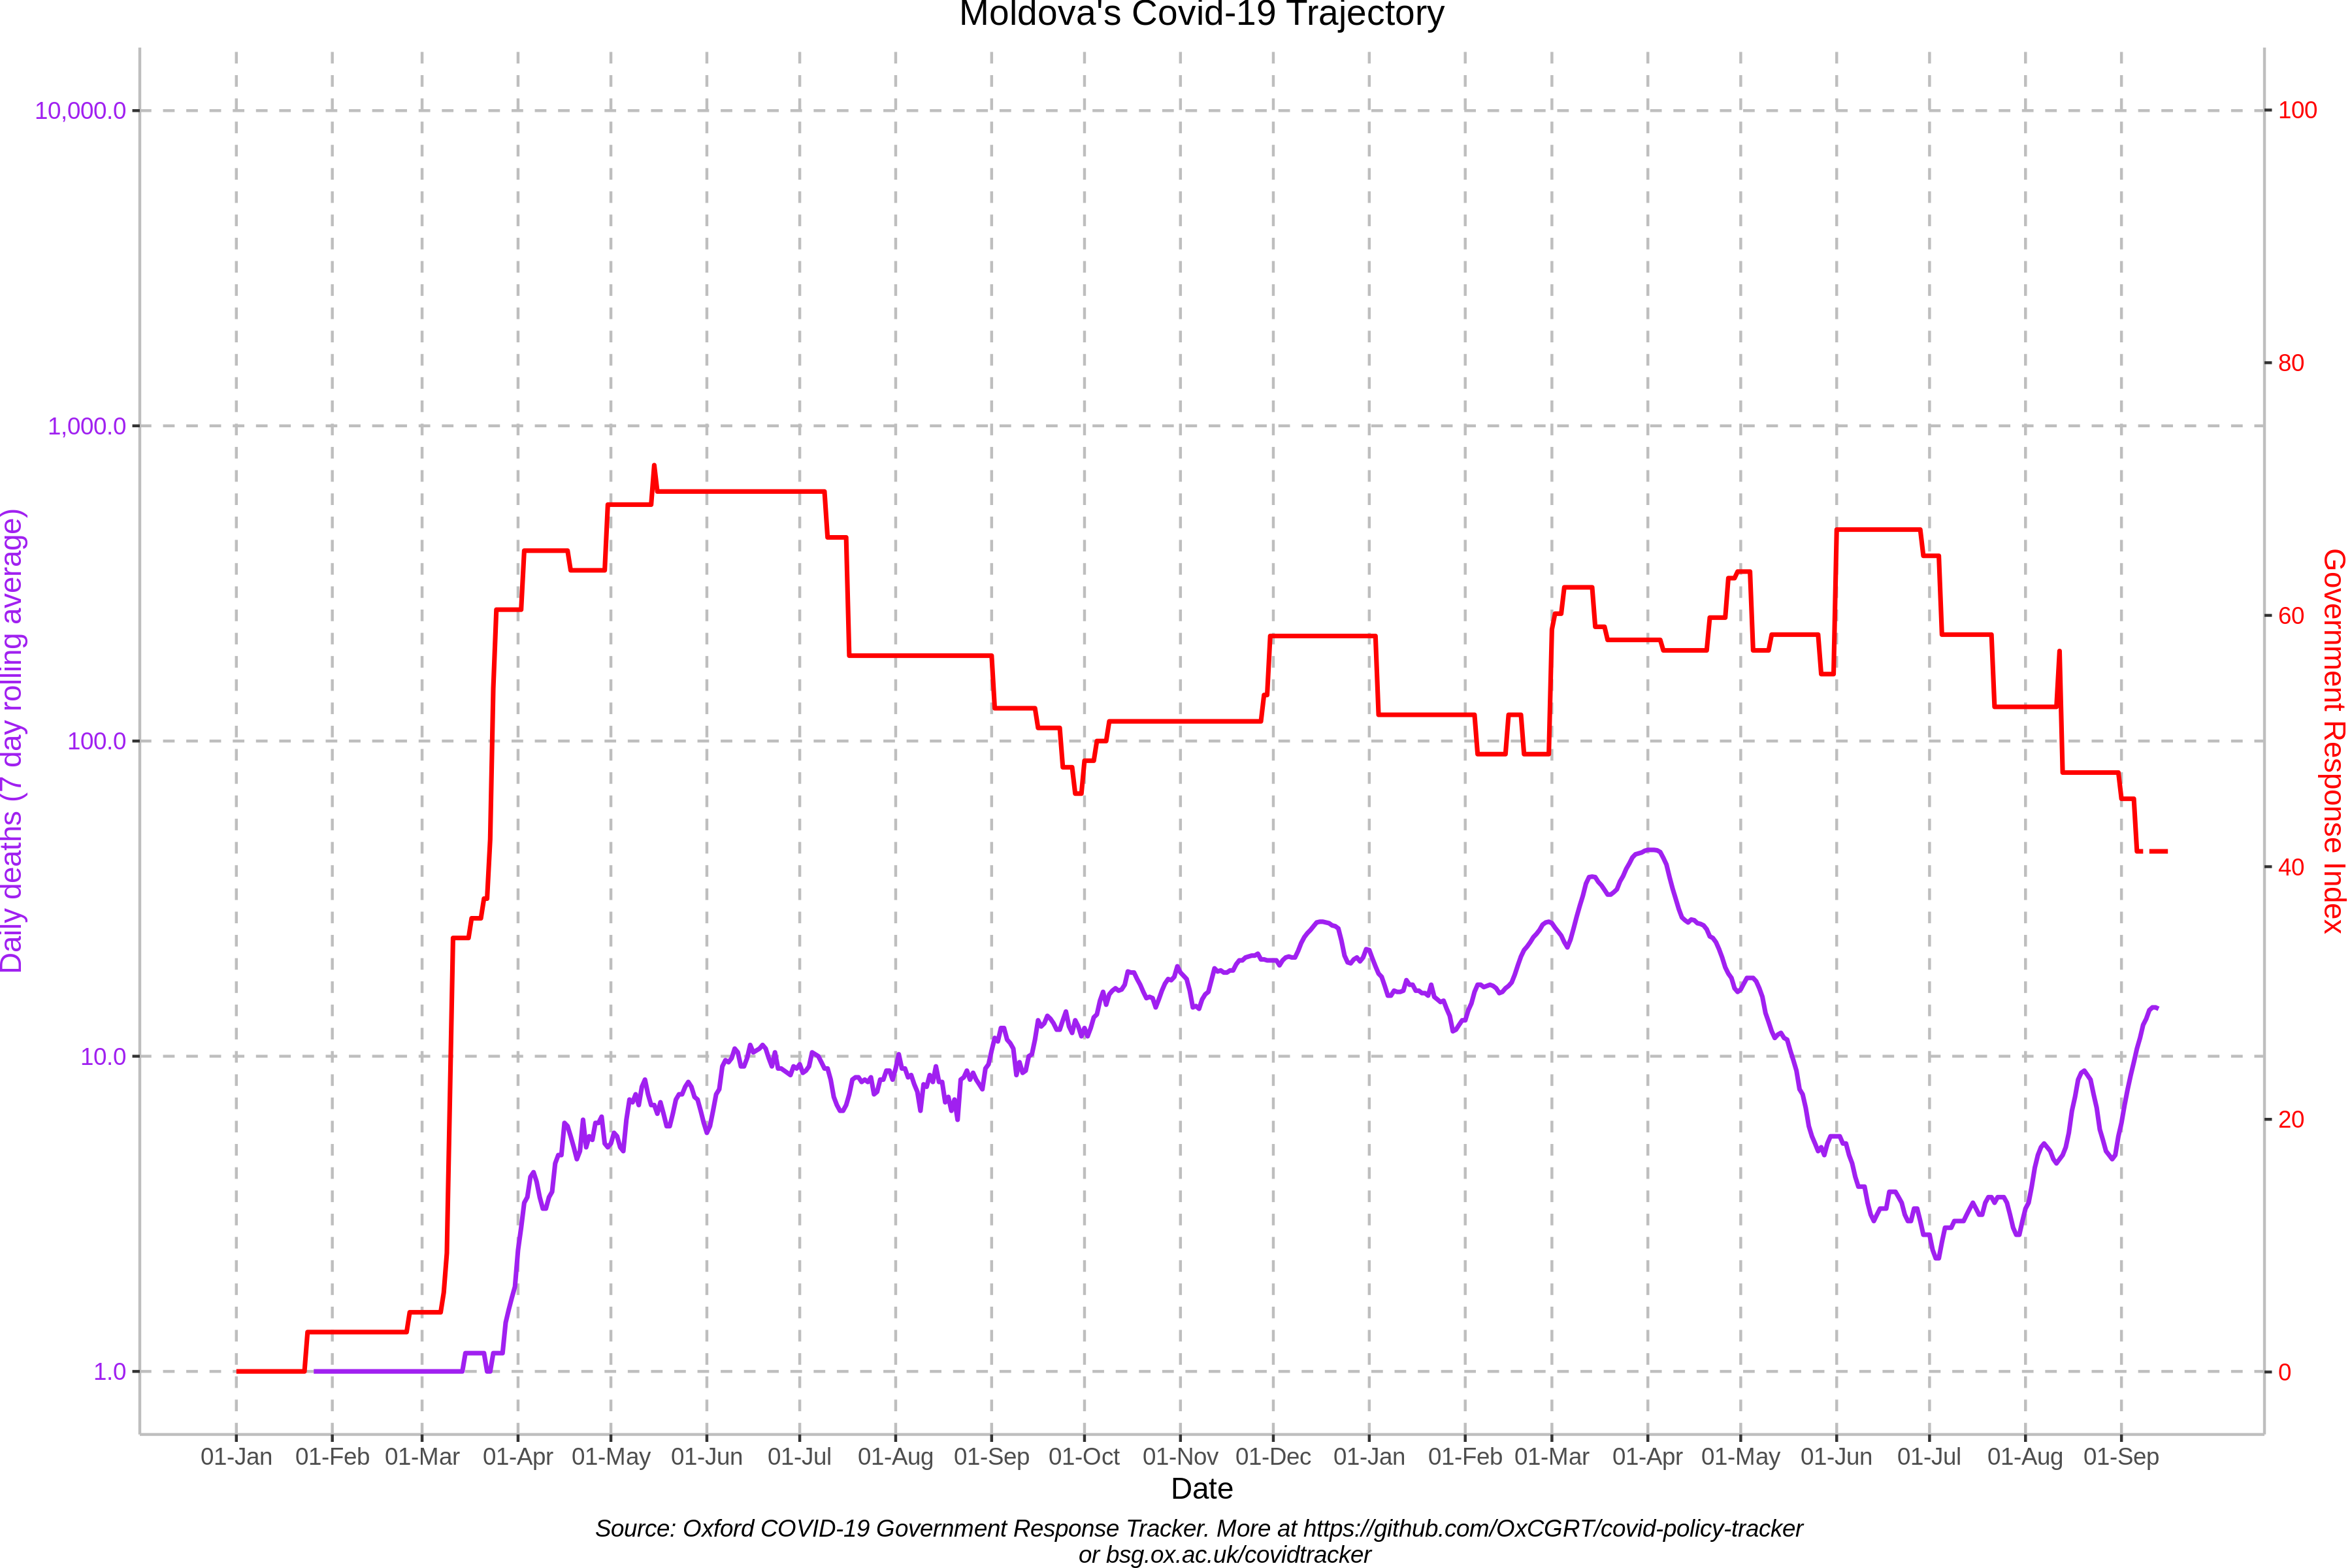 Moldova's Covid-19 Trajectory
10,000.0
1,000.0
100.0
10.0
1.0
Daily deaths (7 day rolling average)
100
80
60
40
20
0
Government Response Index
01-Jan 01-Feb 01-Mar 01-Apr 01-May 01-Jun 01-Jul 01-Aug 01-Sep 01-Oct 01-Nov 01-Dec 01-Jan 01-Feb 01-Mar 01-Apr 01-May 01-Jun 01-Jul 01-Aug 01-Sep
Date
Source: Oxford COVID-19 Government Response Tracker. More at https://github.com/OxCGRT/covid-policy-tracker
or bsg.ox.ac.uk/covidtracker